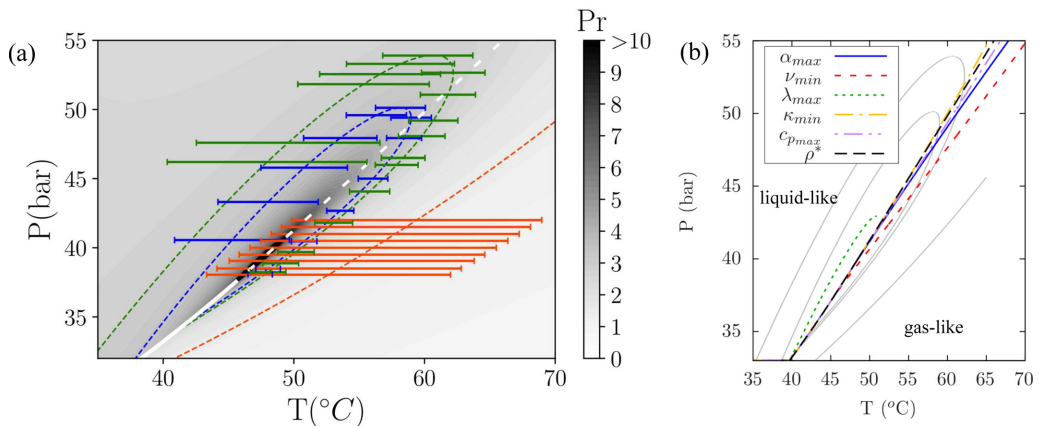 (a)
P(bar)
55
50
45
40
35
40
50
60
70
T(°C)
Pr
>10
9
8
7
6
5
4
3
2
1
0
(b)
P (bar)
55
50
45
40
35
α_max
ν_min
λ_max
κ_min
c_p_max
ρ*
liquid-like
gas-like
35
40
45
50
55
60
65
70
T (°C)